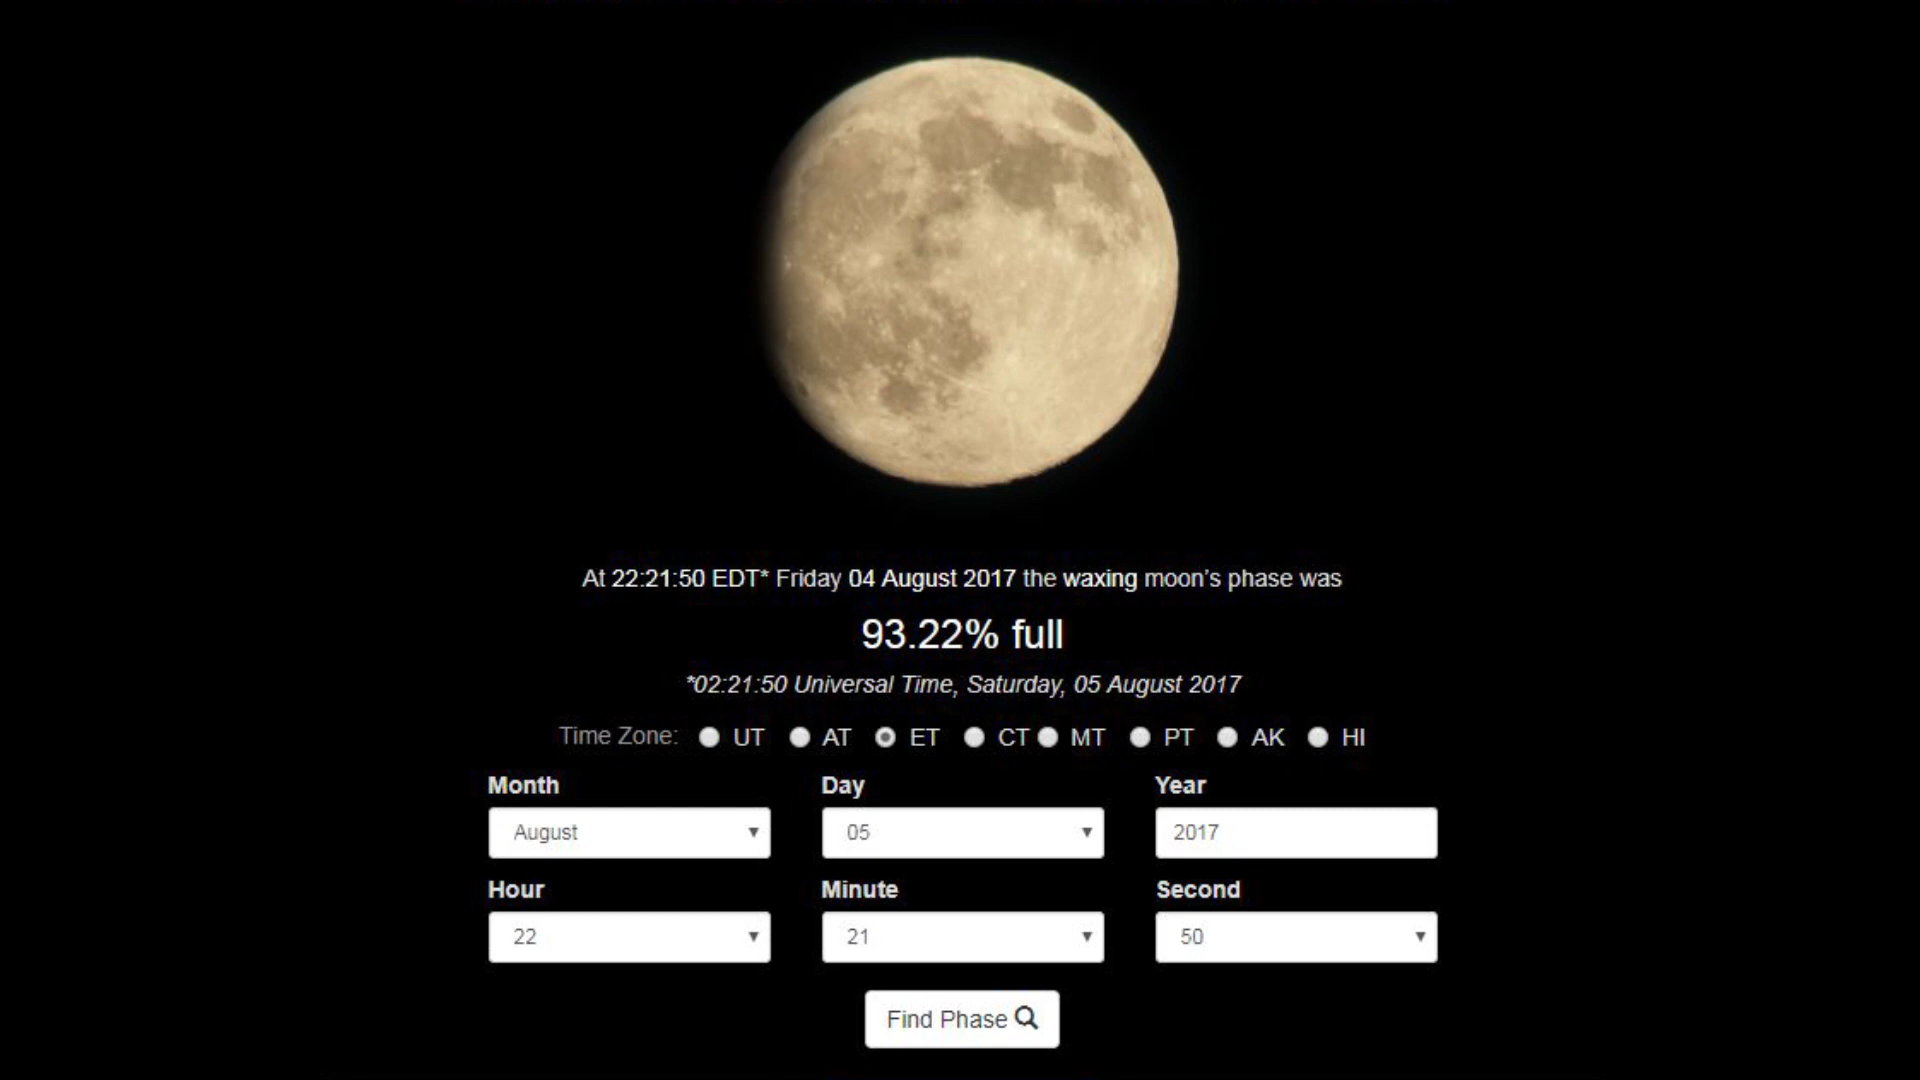 At 22:21:50 EDT* Friday 04 August 2017 the waxing moon’s phase was
93.22% full
*02:21:50 Universal Time, Saturday, 05 August 2017
Time Zone: UT AT ET CT MT PT AK HI
Month Day Year
August 05 2017
Hour Minute Second
22 21 50
Find Phase